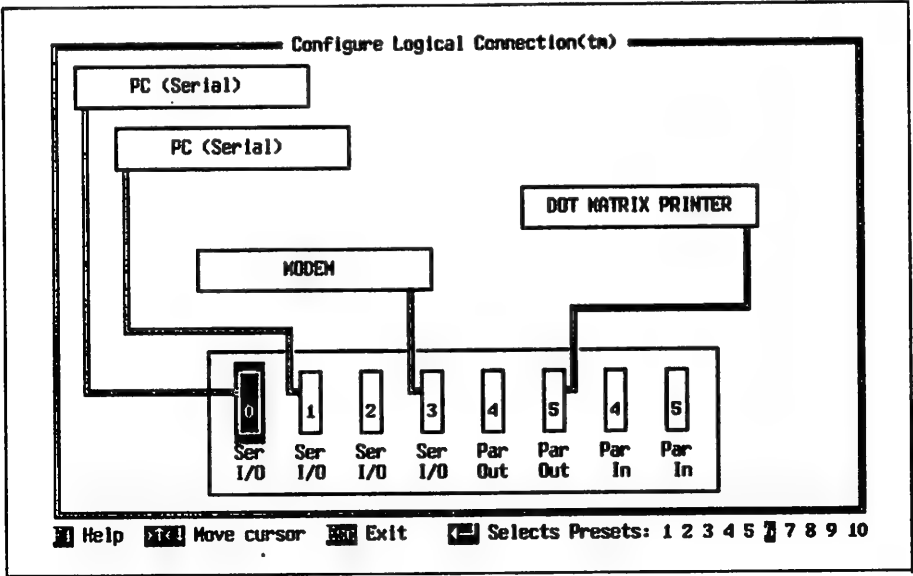 Configure Logical Connection(tm)
PC (Serial)
PC (Serial)
DOT MATRIX PRINTER
MODEM
0 1 2 3 4 5 4 5
Ser Ser Ser Ser Par Par Par Par
I/O I/O I/O I/O Out Out In In
F1 Help Move cursor ESC Exit Selects Presets: 1 2 3 4 5 6 7 8 9 10